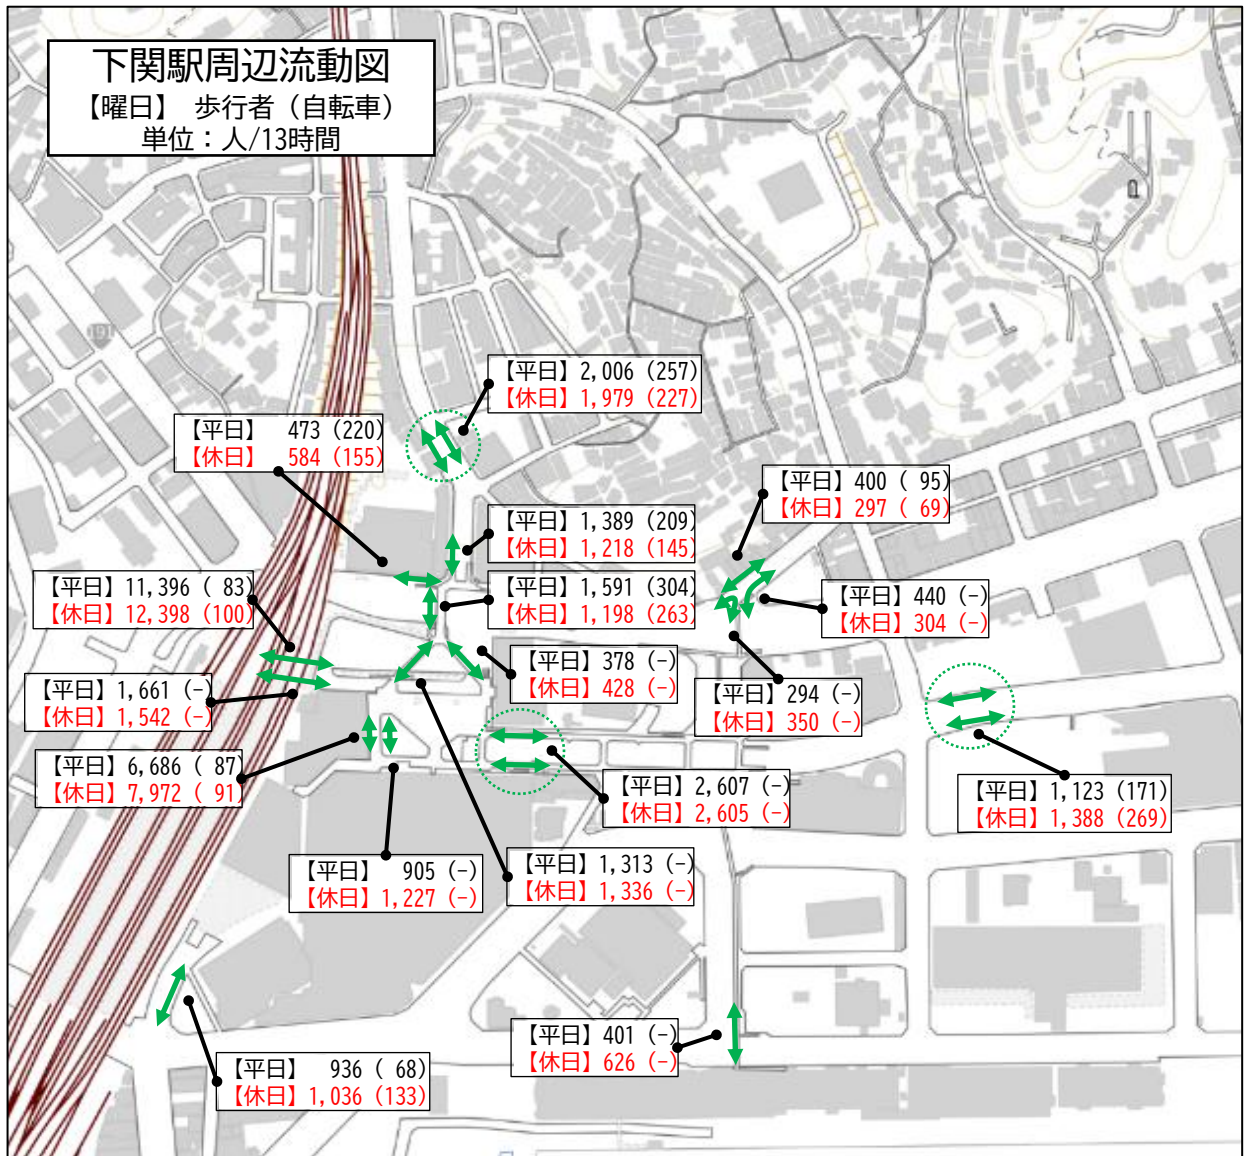 下関駅周辺流動図
【曜日】 歩行者（自転車）
単位：人/13時間
191
【平日】2,006 (257)
【休日】1,979 (227)
【平日】 473 (220)
【休日】 584 (155)
【平日】400 ( 95)
【休日】297 ( 69)
【平日】1,389 (209)
【休日】1,218 (145)
【平日】11,396 ( 83)
【休日】12,398 (100)
【平日】1,591 (304)
【休日】1,198 (263)
【平日】440 (-)
【休日】304 (-)
【平日】378 (-)
【休日】428 (-)
【平日】1,661 (-)
【休日】1,542 (-)
【平日】294 (-)
【休日】350 (-)
【平日】6,686 ( 87)
【休日】7,972 ( 91)
【平日】2,607 (-)
【休日】2,605 (-)
【平日】1,123 (171)
【休日】1,388 (269)
【平日】 905 (-)
【休日】1,227 (-)
【平日】1,313 (-)
【休日】1,336 (-)
【平日】401 (-)
【休日】626 (-)
【平日】 936 ( 68)
【休日】1,036 (133)